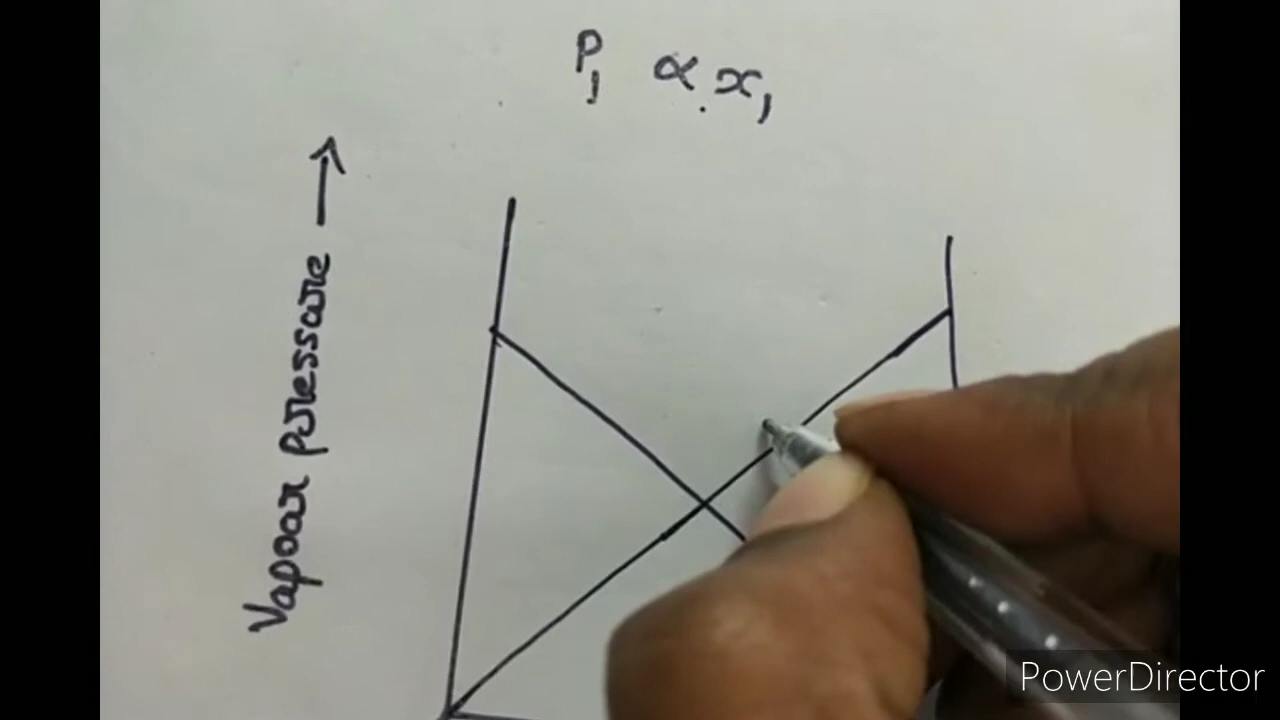 P₁ ∝ x₁
Vapour pressure →
PowerDirector